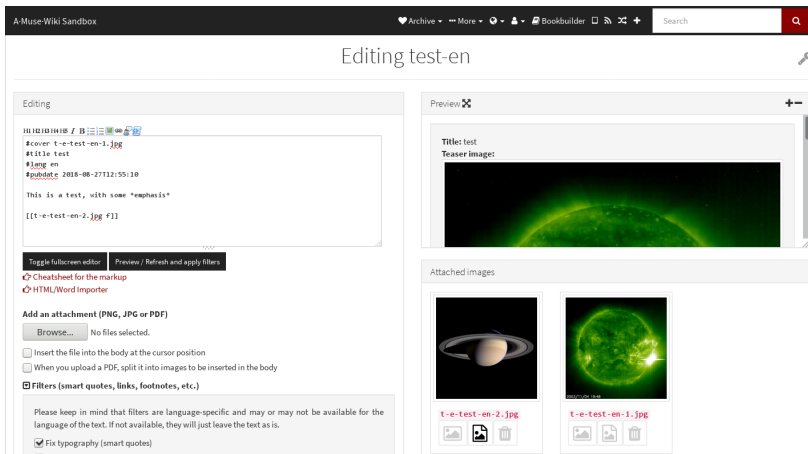 A-Muse-Wiki Sandbox
Archive More Bookbuilder Search
Editing test-en
Editing
H1 H2 H3 H4 H5 I B
#cover t-e-test-en-1.jpg
#title test
#lang en
#pubdate 2018-08-27T12:55:10
This is a test, with some *emphasis*
[[t-e-test-en-2.jpg f]]
Toggle fullscreen editor Preview / Refresh and apply filters
Cheatsheet for the markup
HTML/Word Importer
Add an attachment (PNG, JPG or PDF)
Browse... No files selected.
Insert the file into the body at the cursor position
When you upload a PDF, split it into images to be inserted in the body
Filters (smart quotes, links, footnotes, etc.)
Please keep in mind that filters are language-specific and may or may not be available for the
language of the text. If not available, they will just leave the text as is.
Fix typography (smart quotes)
Preview
Title: test
Teaser image:
Attached images
t-e-test-en-2.jpg
t-e-test-en-1.jpg